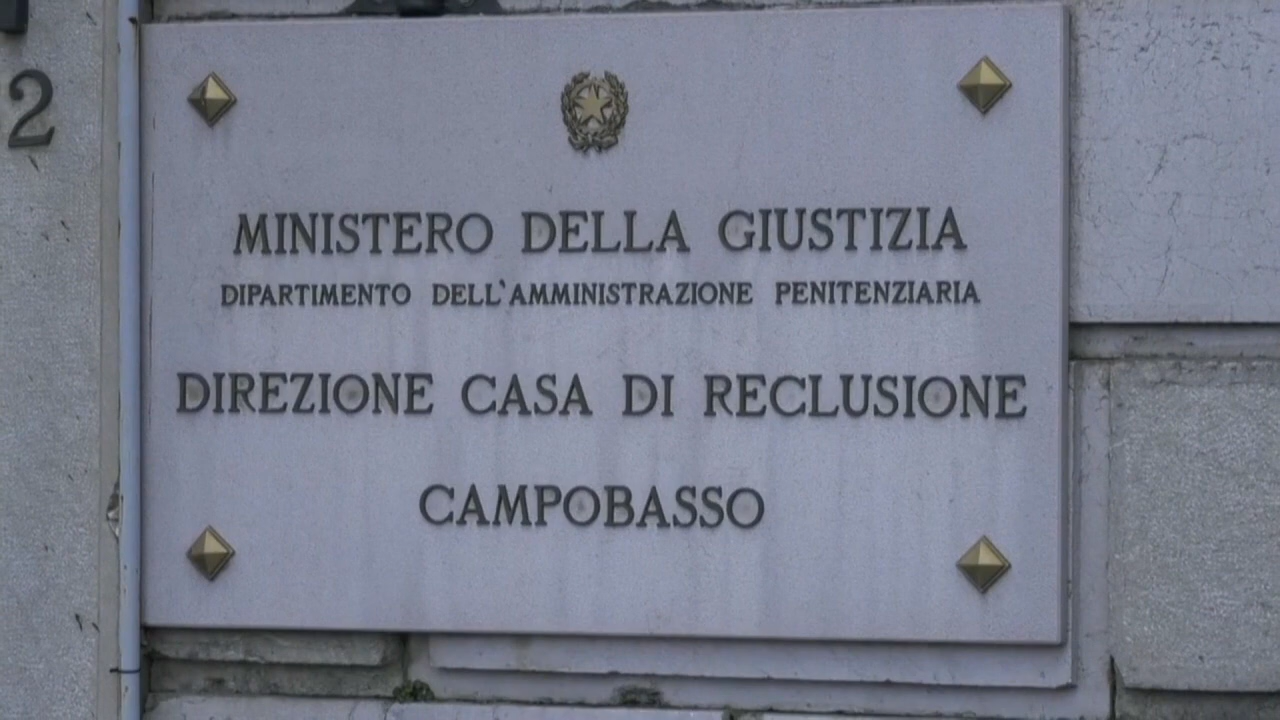 2
MINISTERO DELLA GIUSTIZIA
DIPARTIMENTO DELL'AMMINISTRAZIONE PENITENZIARIA
DIREZIONE CASA DI RECLUSIONE
CAMPOBASSO